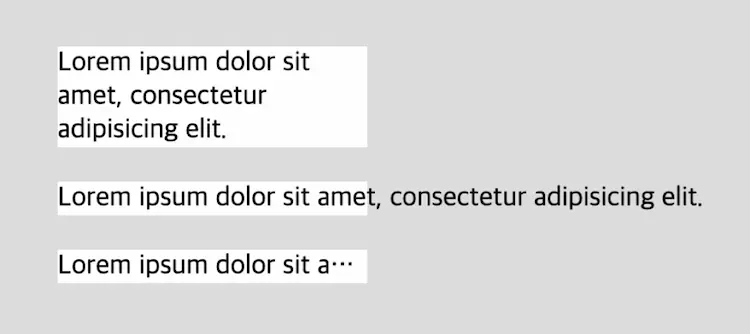 Lorem ipsum dolor sit
amet, consectetur
adipisicing elit.
Lorem ipsum dolor sit amet, consectetur adipisicing elit.
Lorem ipsum dolor sit a…